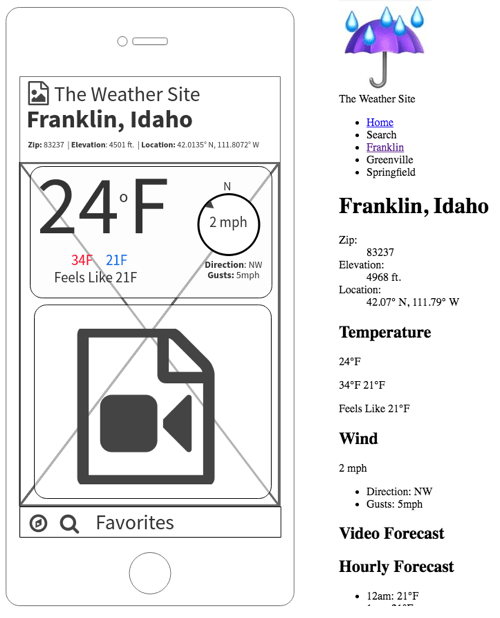 The Weather Site
Franklin, Idaho
Zip: 83237 | Elevation: 4501 ft. | Location: 42.0135° N, 111.8072° W
24°F
N
2 mph
34F 21F
Feels Like 21F
Direction: NW
Gusts: 5mph
Favorites
The Weather Site
Home
Search
Franklin
Greenville
Springfield
Franklin, Idaho
Zip:
83237
Elevation:
4968 ft.
Location:
42.07° N, 111.79° W
Temperature
24°F
34°F 21°F
Feels Like 21°F
Wind
2 mph
Direction: NW
Gusts: 5mph
Video Forecast
Hourly Forecast
12am: 21°F